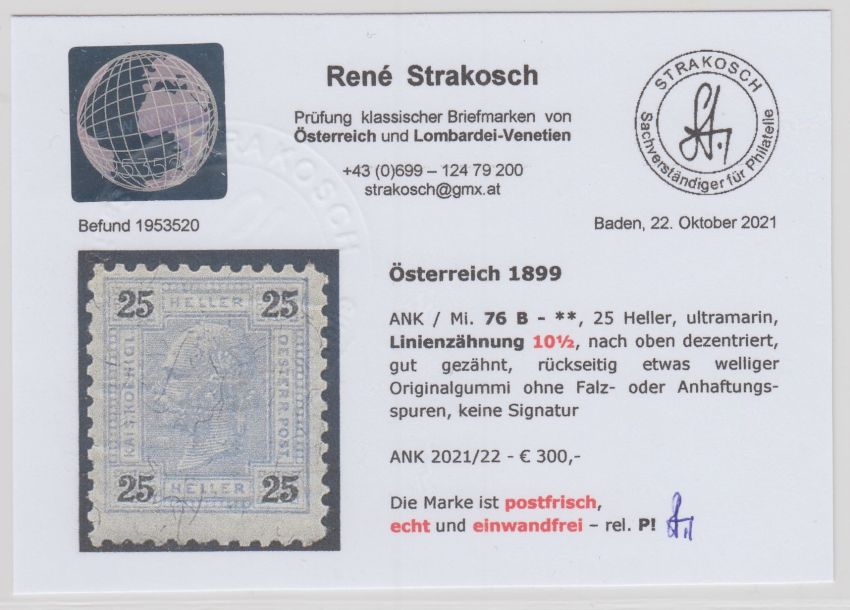 René Strakosch
Prüfung klassischer Briefmarken von
Österreich und Lombardei-Venetien
+43 (0)699 – 124 79 200
strakosch@gmx.at
STRAKOSCH
Sachverständiger für Philatelie
Befund 1953520
Baden, 22. Oktober 2021
25 HELLER 25
KAIS. KOENIGL.
OESTERR. POST.
25 HELLER 25
Österreich 1899
ANK / Mi. 76 B - **, 25 Heller, ultramarin,
Linienzähnung 10½, nach oben dezentriert,
gut gezähnt, rückseitig etwas welliger
Originalgummi ohne Falz- oder Anhaftungs-
spuren, keine Signatur
ANK 2021/22 - € 300,-
Die Marke ist postfrisch,
echt und einwandfrei – rel. P!